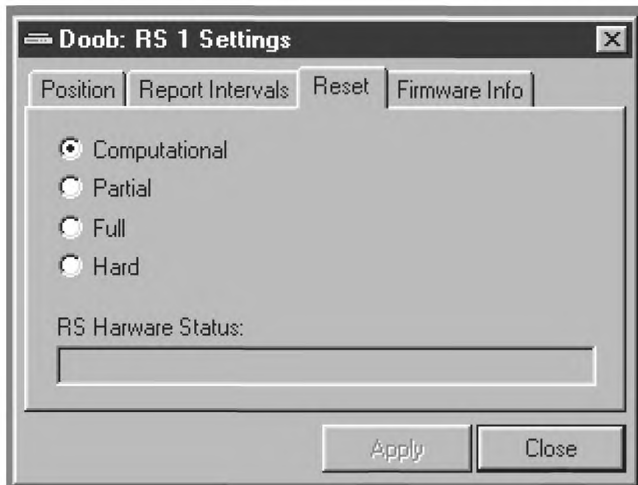 Doob: RS 1 Settings
Position Report Intervals Reset Firmware Info
Computational
Partial
Full
Hard
RS Harware Status:
Apply Close